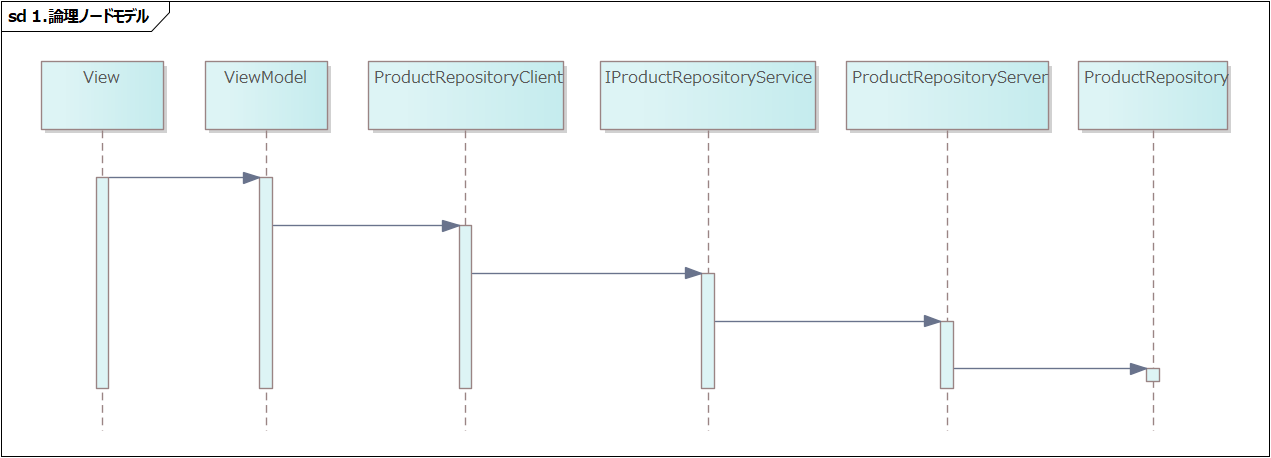 sd 1.論理ノードモデル
View
ViewModel
ProductRepositoryClient
IProductRepositoryService
ProductRepositoryServer
ProductRepository